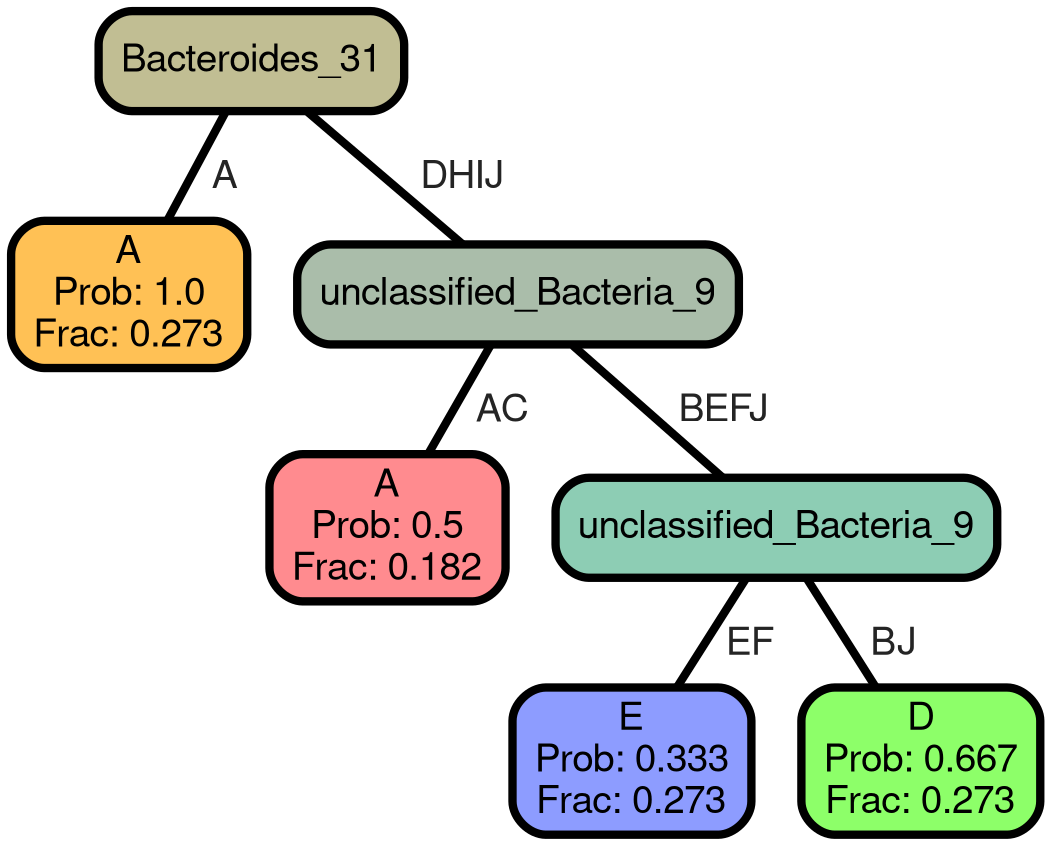 Bacteroides_31
A
DHIJ
A
Prob: 1.0
Frac: 0.273
unclassified_Bacteria_9
AC
BEFJ
A
Prob: 0.5
Frac: 0.182
unclassified_Bacteria_9
EF
BJ
E
Prob: 0.333
Frac: 0.273
D
Prob: 0.667
Frac: 0.273